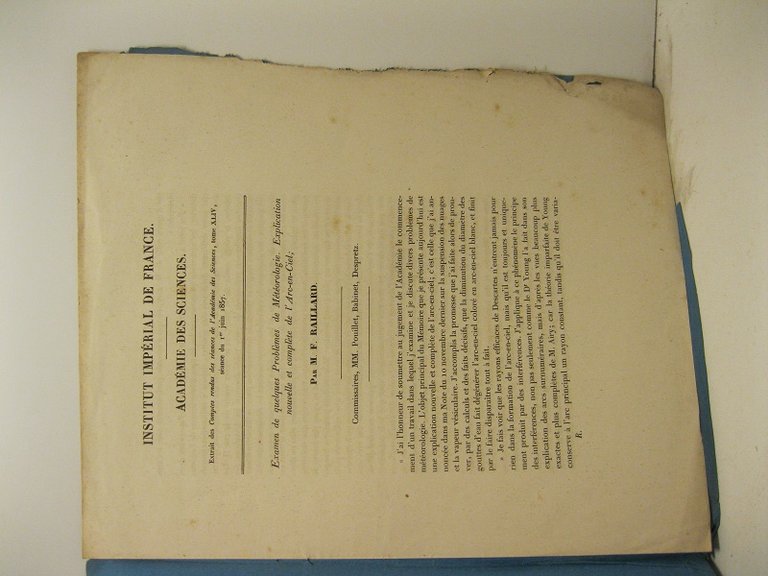 INSTITUT IMPÉRIAL DE FRANCE.
ACADÉMIE DES SCIENCES.
Extrait des Comptes rendus des séances de l'Académie des Sciences, tome XLIV,
séance du 1er juin 1857.
Examen de quelques Problèmes de Météorologie. Explication
nouvelle et complète de l'Arc-en-Ciel;
PAR M. F. RAILLARD.
Commissaires, MM. Pouillet, Babinet, Despretz.
« J'ai l'honneur de soumettre au jugement de l'Académie le commence-
ment d'un travail dans lequel j'examine et je discute divers problèmes de
météorologie. L'objet principal du Mémoire que je présente aujourd'hui est
une explication nouvelle et complète de l'arc-en-ciel; c'est celle que j'ai an-
noncée dans ma Note du 10 novembre dernier sur la suspension des nuages
et la vapeur vésiculaire. J'accomplis la promesse que j'ai faite alors de prou-
ver, par des calculs et des faits décisifs, que la diminution du diamètre des
gouttes d'eau fait dégénérer l'arc-en-ciel coloré en arc-en-ciel blanc, et finit
par le faire disparaître tout à fait.
» Je fais voir que les rayons efficaces de Descartes n'entrent jamais pour
rien dans la formation de l'arc-en-ciel, mais qu'il est toujours et unique-
ment produit par des interférences. J'applique à ce phénomène le principe
des interférences, non pas seulement comme le Dr Young l'a fait dans son
explication des arcs surnuméraires, mais d'après les vues beaucoup plus
exactes et plus complètes de M. Airy; car la théorie imparfaite de Young
conserve à l'arc principal un rayon constant, tandis qu'il doit être varia-
R.